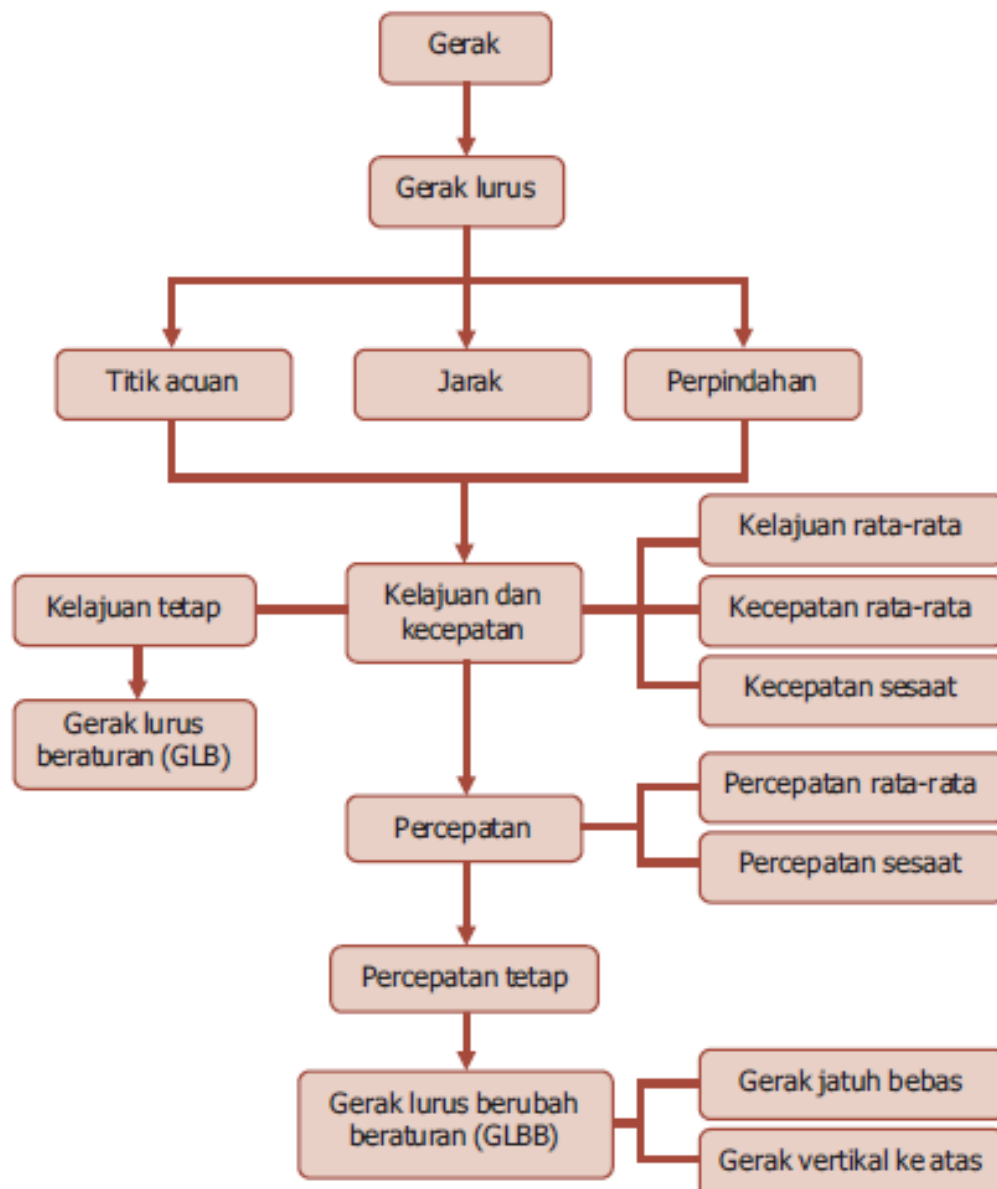 Gerak
Gerak lurus
Titik acuan
Jarak
Perpindahan
Kelajuan rata-rata
Kelajuan tetap
Kelajuan dan
kecepatan
Kecepatan rata-rata
Kecepatan sesaat
Gerak lurus
beraturan (GLB)
Percepatan rata-rata
Percepatan
Percepatan sesaat
Percepatan tetap
Gerak lurus berubah
beraturan (GLBB)
Gerak jatuh bebas
Gerak vertikal ke atas